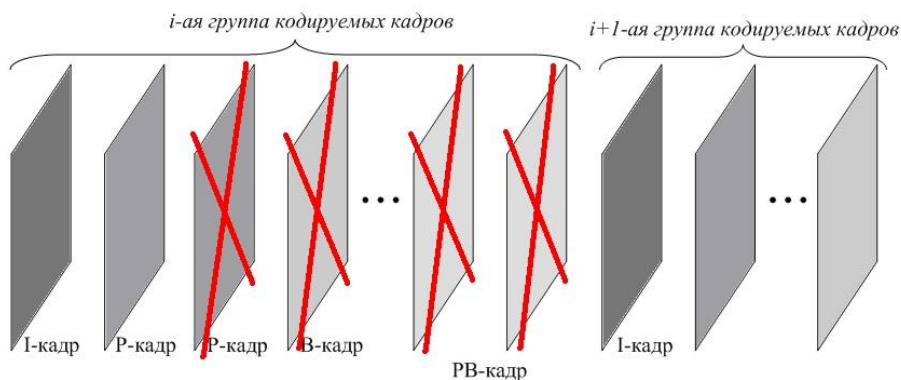 i-ая группа кодируемых кадров
i+1-ая группа кодируемых кадров
I-кадр
P-кадр
P-кадр
B-кадр
PB-кадр
I-кадр